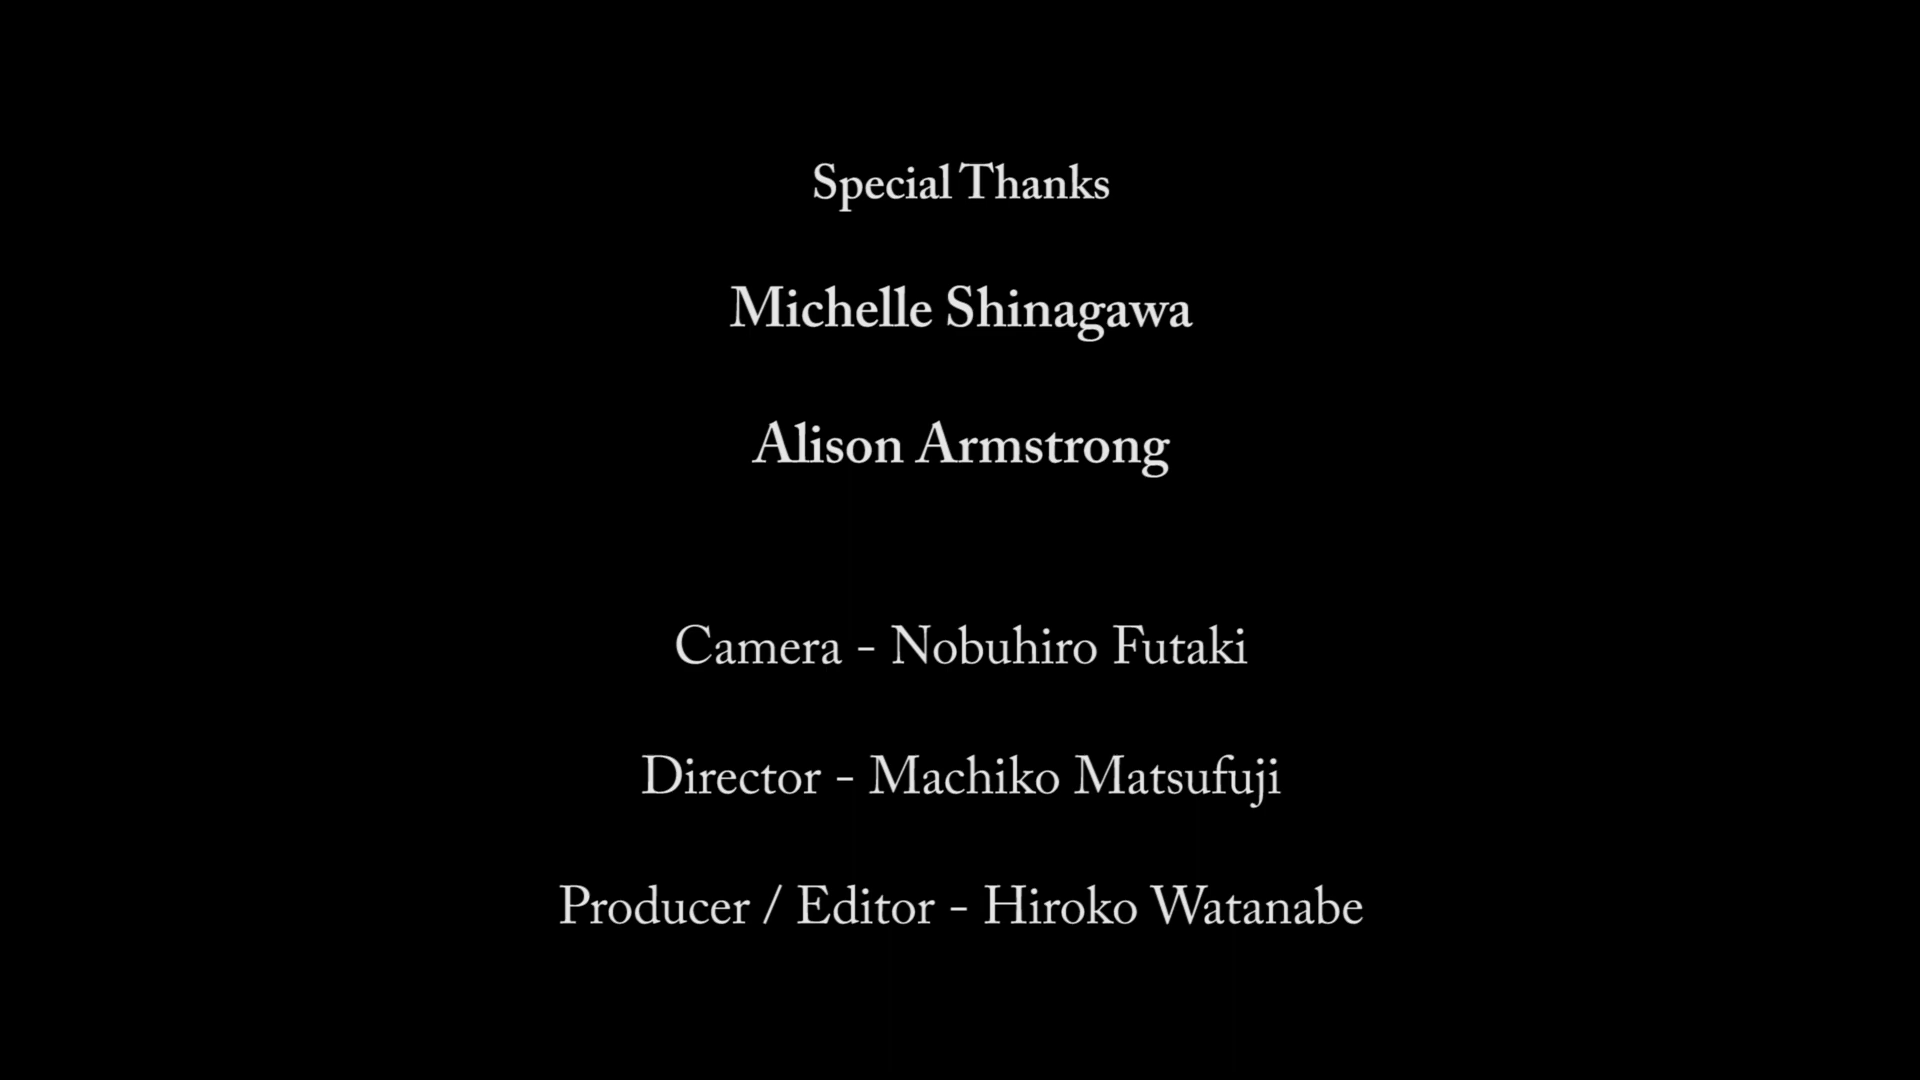 Special Thanks
Michelle Shinagawa
Alison Armstrong
Camera - Nobuhiro Futaki
Director - Machiko Matsufuji
Producer / Editor - Hiroko Watanabe